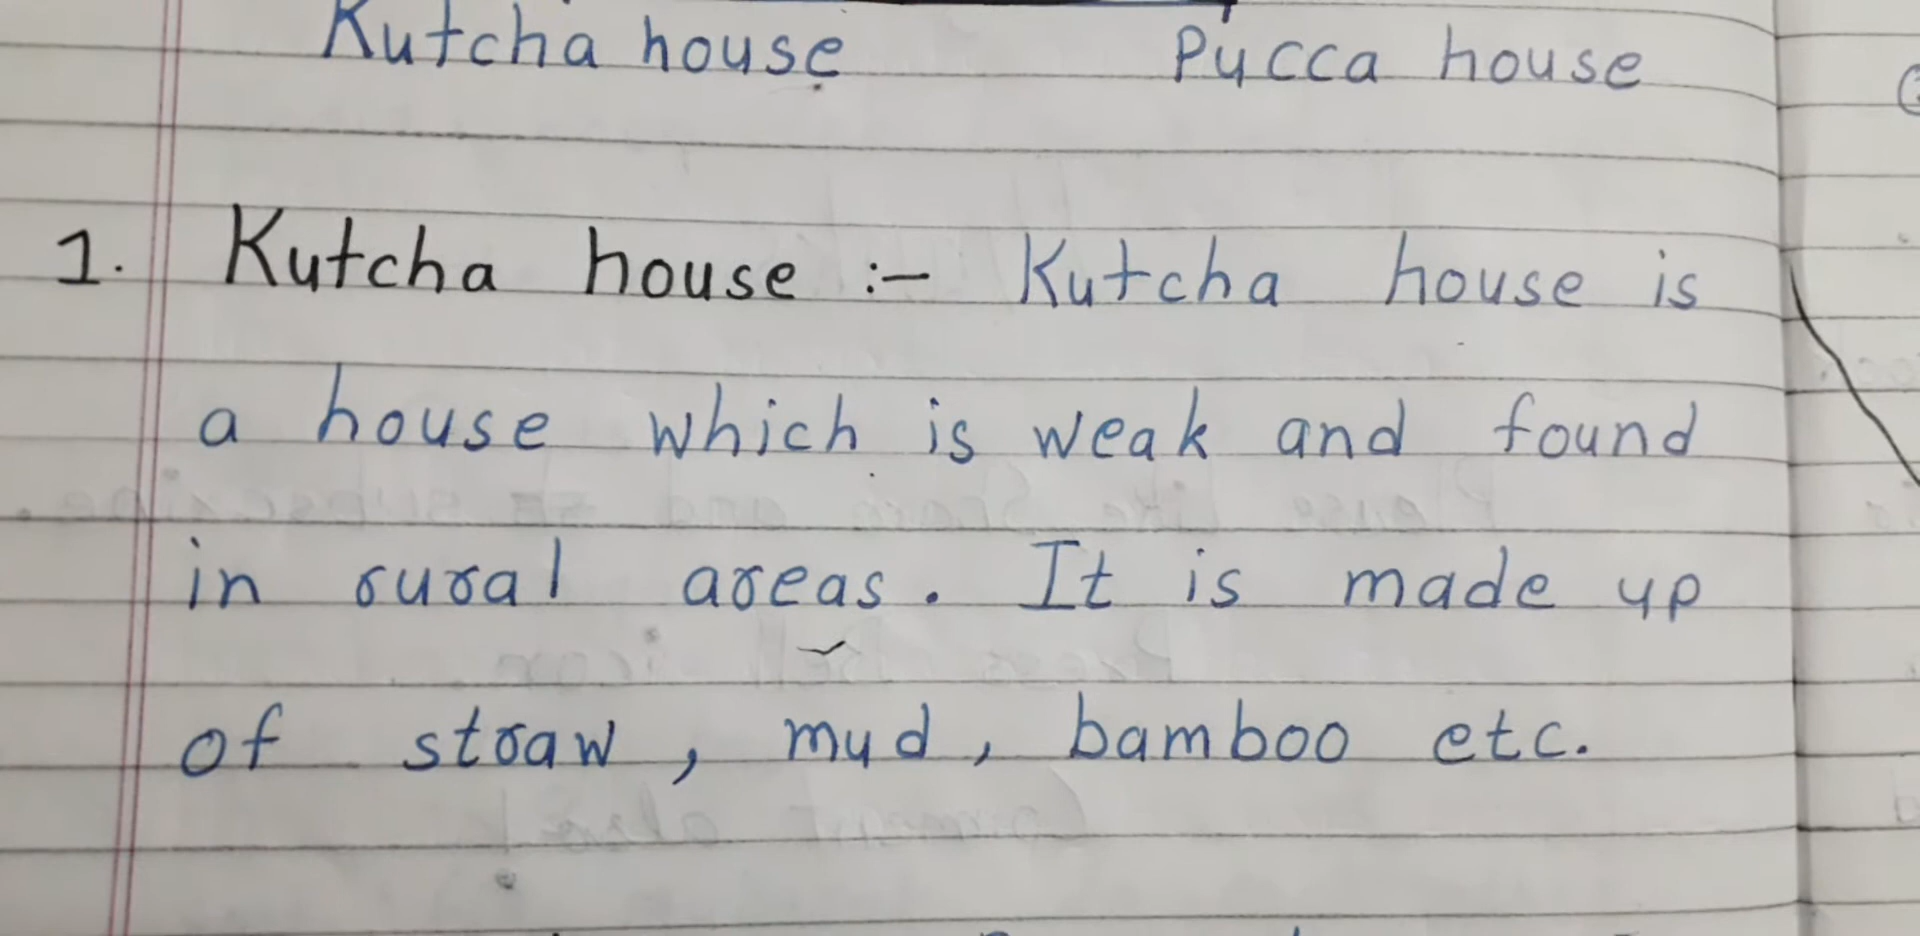 Kutcha house Pucca house
1. Kutcha house :- Kutcha house is
a house which is weak and found
in rural areas. It is made up
of straw, mud, bamboo etc.